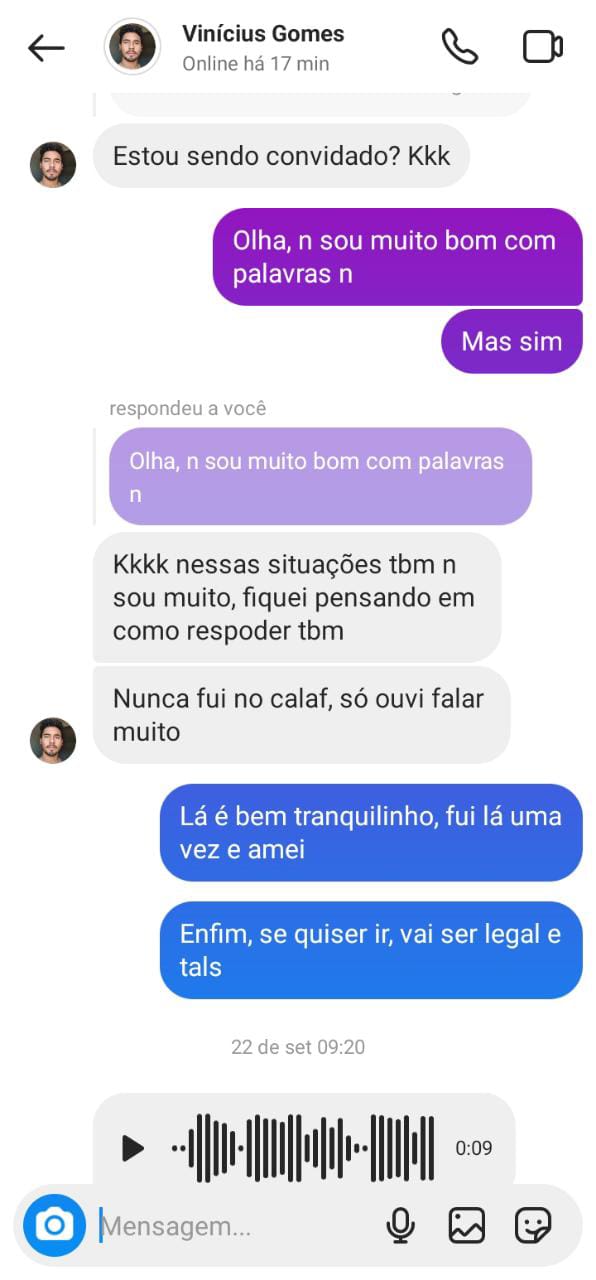 Vinícius Gomes
Online há 17 min
Estou sendo convidado? Kkk
Olha, n sou muito bom com
palavras n
Mas sim
respondeu a você
Olha, n sou muito bom com palavras
n
Kkkk nessas situações tbm n
sou muito, fiquei pensando em
como respoder tbm
Nunca fui no calaf, só ouvi falar
muito
Lá é bem tranquilinho, fui lá uma
vez e amei
Enfim, se quiser ir, vai ser legal e
tals
22 de set 09:20
0:09
Mensagem...